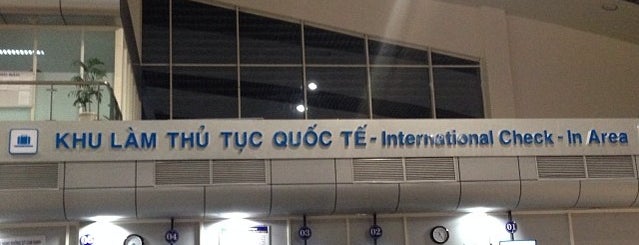 KHU LÀM THỦ TỤC QUỐC TẾ - International Check - In Area
04 03 02 01